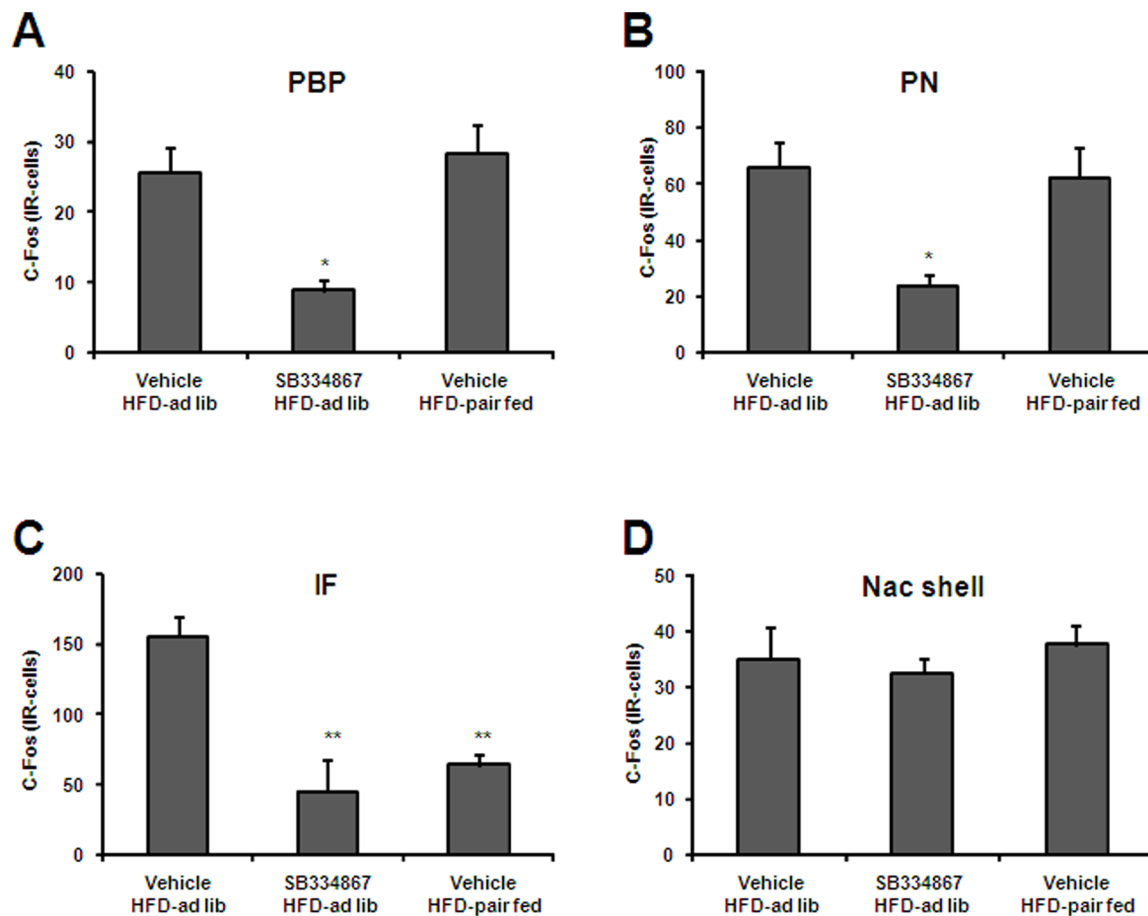 A
PBP
C-Fos (IR-cells)
40
30
20
10
0
*
Vehicle
HFD-ad lib
SB334867
HFD-ad lib
Vehicle
HFD-pair fed
B
PN
C-Fos (IR-cells)
100
80
60
40
20
0
*
Vehicle
HFD-ad lib
SB334867
HFD-ad lib
Vehicle
HFD-pair fed
C
IF
C-Fos (IR-cells)
200
150
100
50
0
**
**
Vehicle
HFD-ad lib
SB334867
HFD-ad lib
Vehicle
HFD-pair fed
D
Nac shell
C-Fos (IR-cells)
50
40
30
20
10
0
Vehicle
HFD-ad lib
SB334867
HFD-ad lib
Vehicle
HFD-pair fed